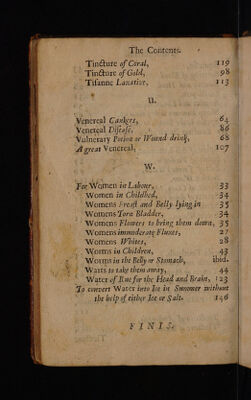 The Contents.
Tincture of Coral, 119
Tincture of Gold, 98
Tisanne Laxative, 113
U.
Venereal Cankers, 64
Venereal Disease, 86
Vulnerary Potion or Wound drink, 68
A great Venereal, 107
W.
For Women in Labour, 33
Women in Childbed, 34
Womens Breast and Belly lying in 35
Womens Torn Bladder, 34
Womens Flowers to bring them down, 35
Womens immoderate Fluxes, 27
Womens Whites, 28
Worms in Children, 43
Worms in the Belly or Stomach, ibid.
Warts to take them away, 44
Water of Rue for the Head and Brain, 123
To convert Water into Ice in Summer without
the help of either Ice or Salt. 146
FINIS.